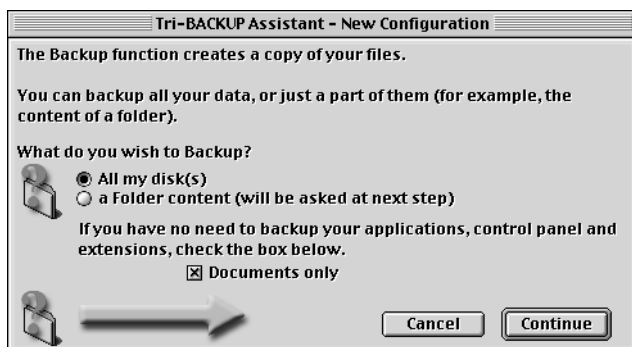 Tri-BACKUP Assistant - New Configuration
The Backup function creates a copy of your files.
You can backup all your data, or just a part of them (for example, the
content of a folder).
What do you wish to Backup?
All my disk(s)
a Folder content (will be asked at next step)
If you have no need to backup your applications, control panel and
extensions, check the box below.
Documents only
Cancel
Continue